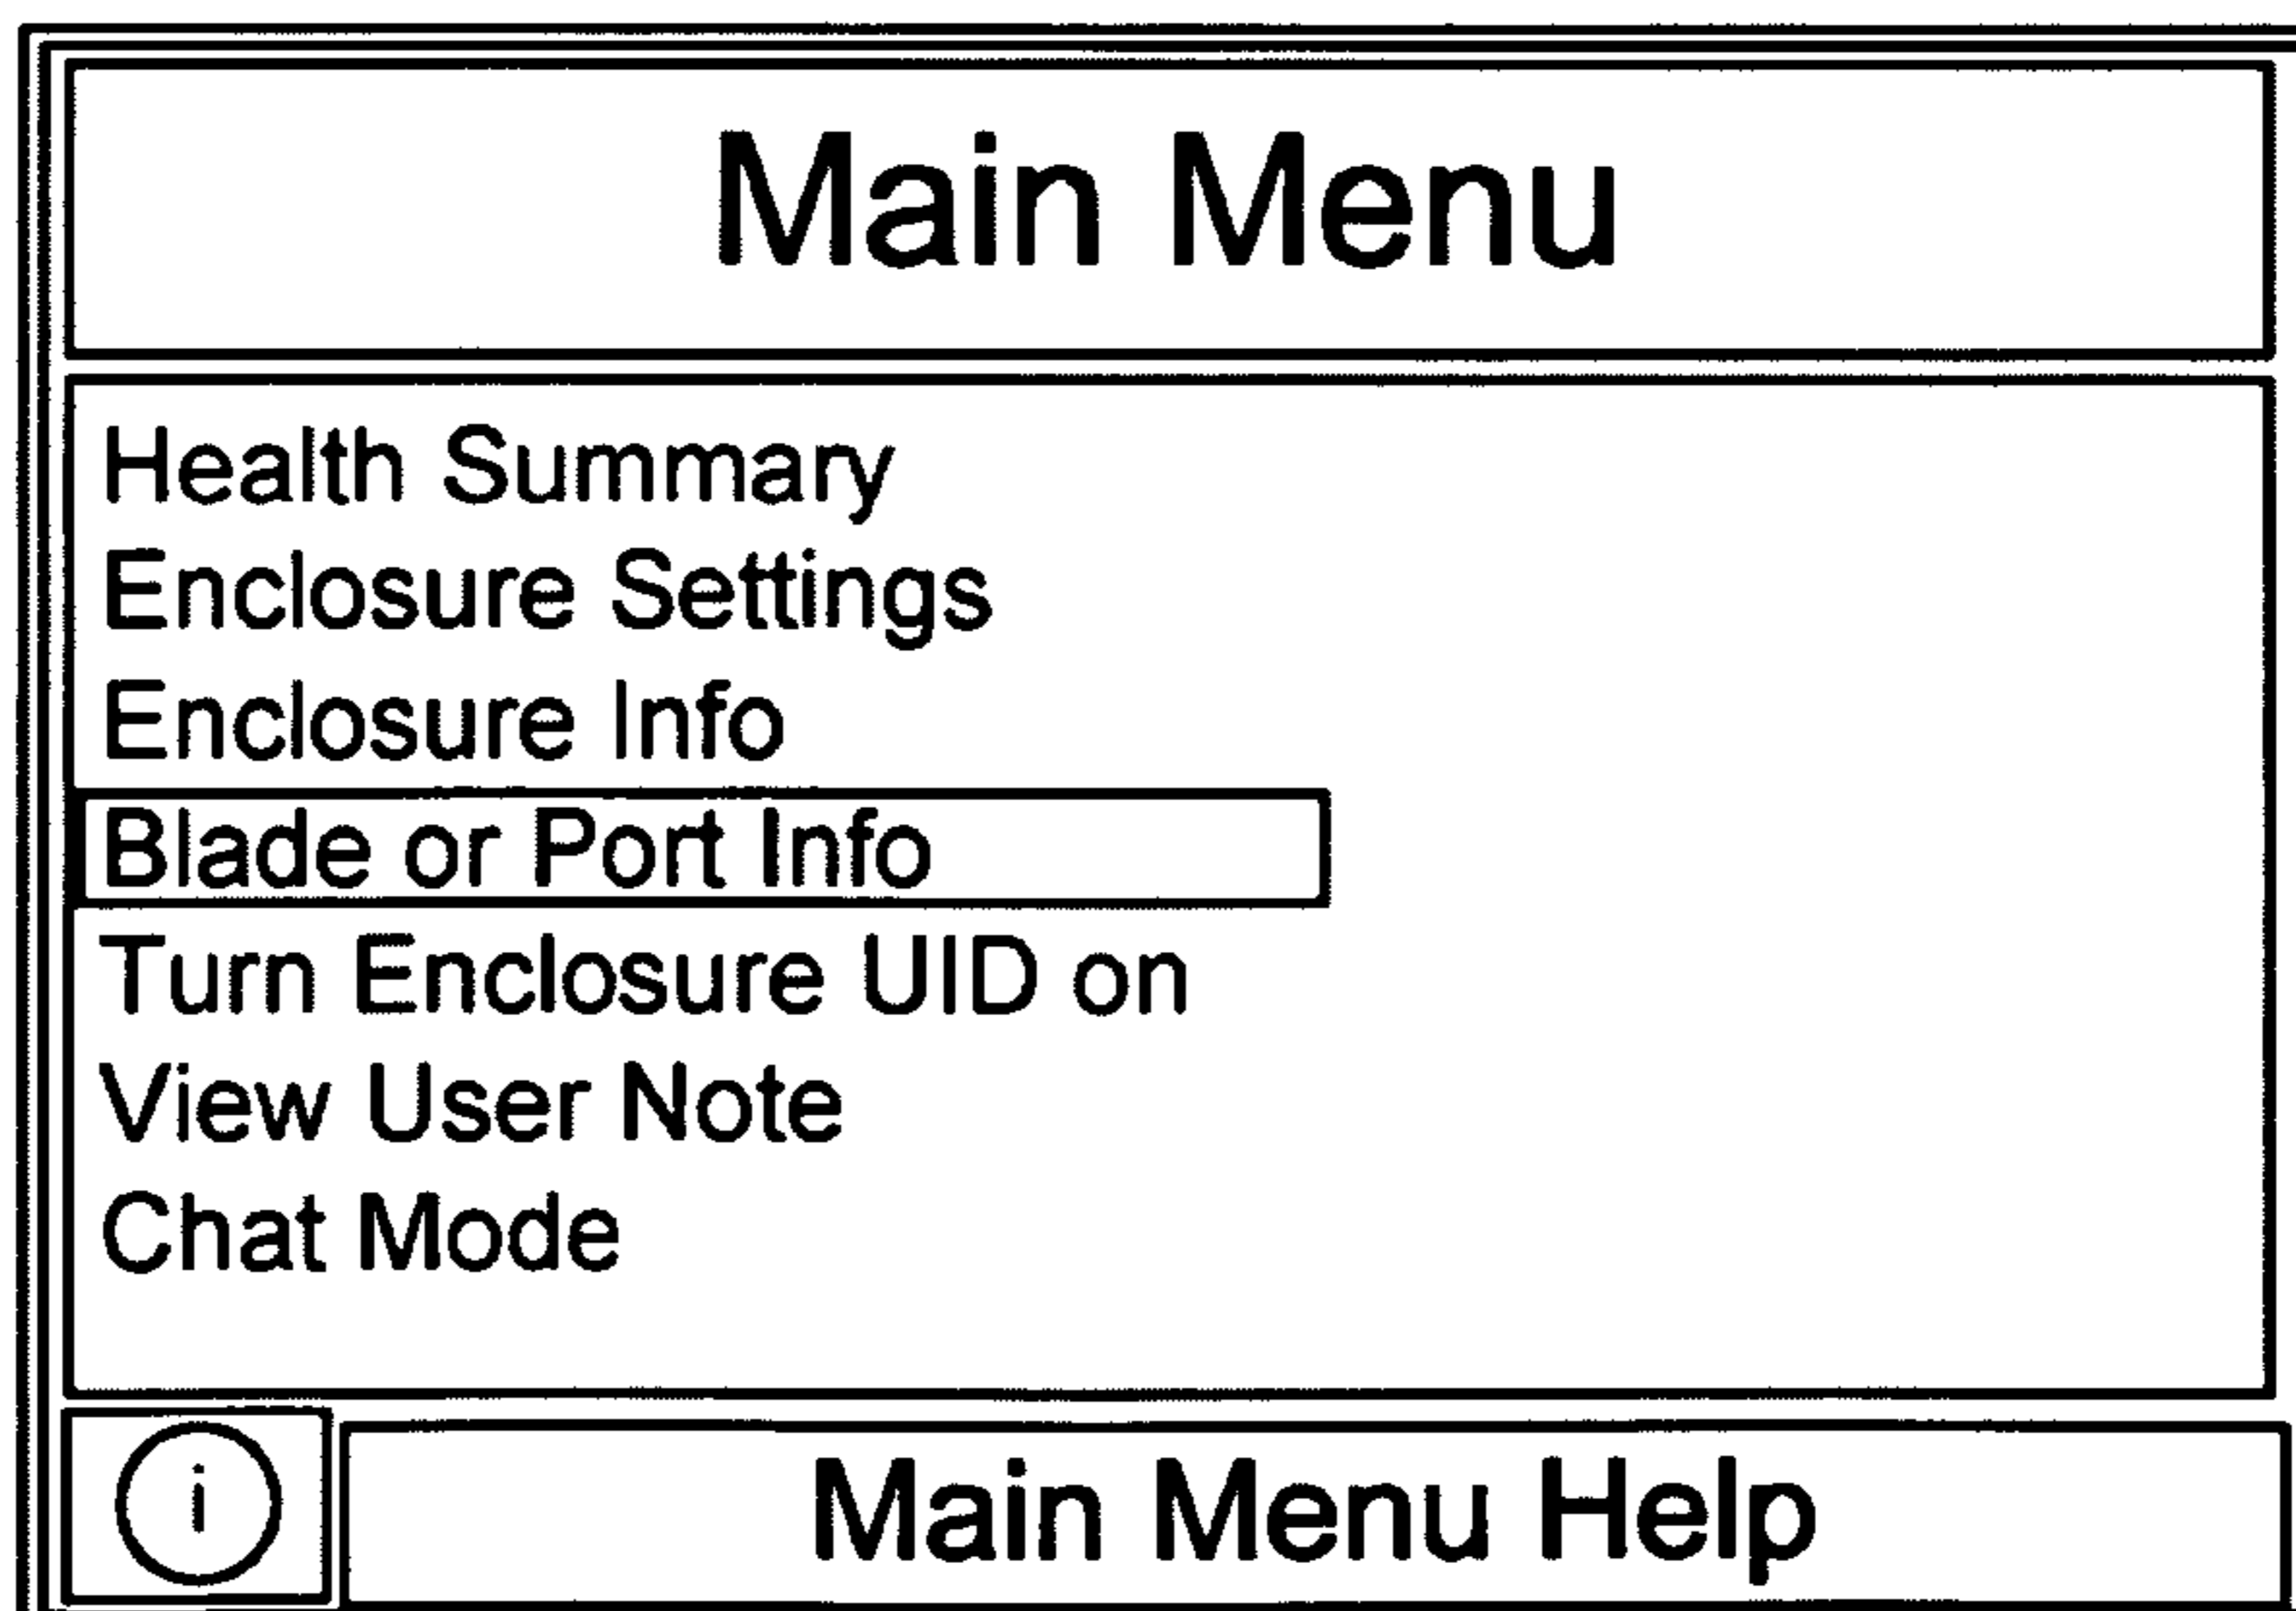 Main Menu
Health Summary
Enclosure Settings
Enclosure Info
Blade or Port Info
Turn Enclosure UID on
View User Note
Chat Mode
i
Main Menu Help